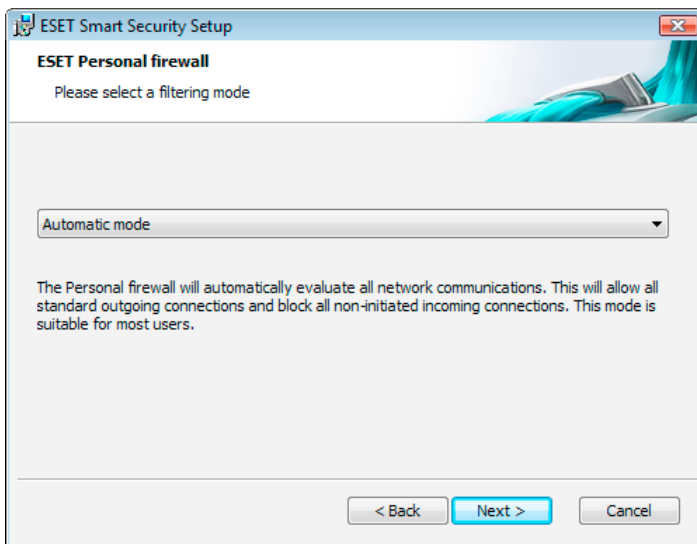 ESET Smart Security Setup
ESET Personal firewall
Please select a filtering mode
Automatic mode
The Personal firewall will automatically evaluate all network communications. This will allow all
standard outgoing connections and block all non-initiated incoming connections. This mode is
suitable for most users.
< Back Next > Cancel